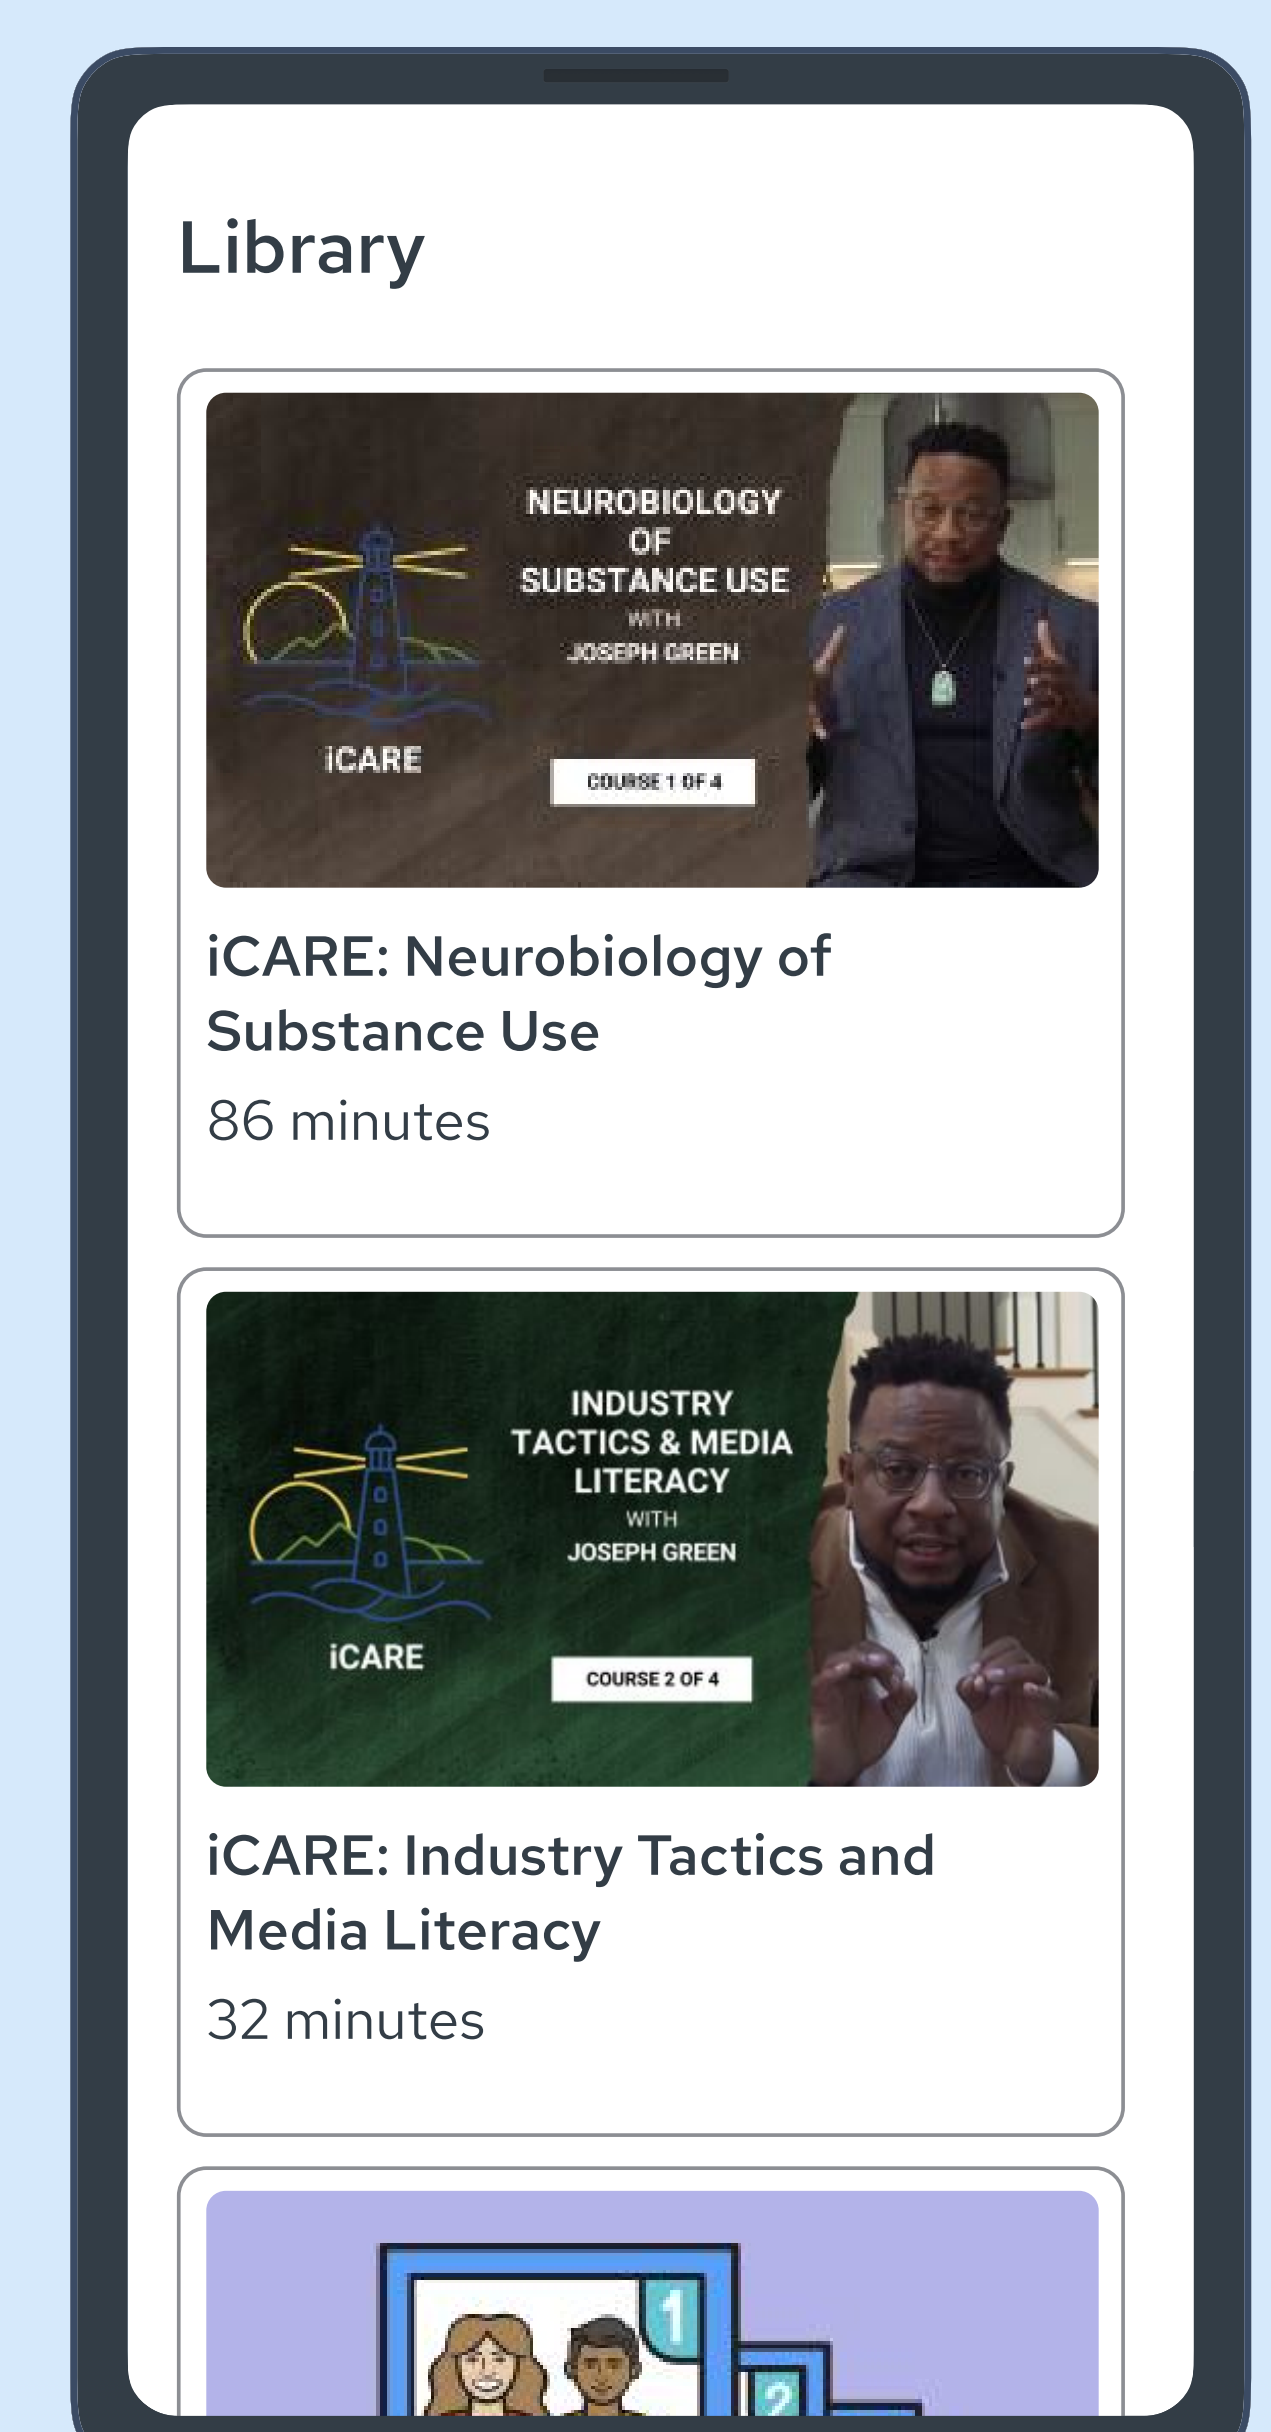 Library
NEUROBIOLOGY
OF
SUBSTANCE USE
WITH
JOSEPH GREEN
iCARE
COURSE 1 OF 4
iCARE: Neurobiology of
Substance Use
86 minutes
INDUSTRY
TACTICS & MEDIA
LITERACY
WITH
JOSEPH GREEN
iCARE
COURSE 2 OF 4
iCARE: Industry Tactics and
Media Literacy
32 minutes
1
2